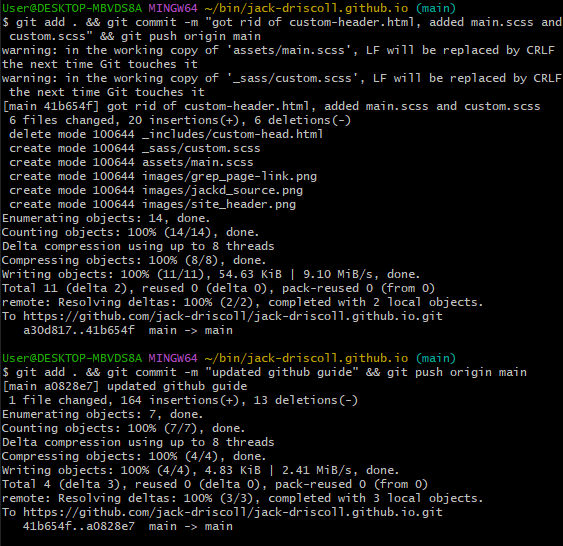 User@DESKTOP-MBVDS8A MINGW64 ~/bin/jack-driscoll.github.io (main)
$ git add . && git commit -m "got rid of custom-header.html, added main.scss and
 custom.scss" && git push origin main
warning: in the working copy of 'assets/main.scss', LF will be replaced by CRLF
the next time Git touches it
warning: in the working copy of '_sass/custom.scss', LF will be replaced by CRLF
 the next time Git touches it
[main 41b654f] got rid of custom-header.html, added main.scss and custom.scss
 6 files changed, 20 insertions(+), 6 deletions(-)
 delete mode 100644 _includes/custom-head.html
 create mode 100644 _sass/custom.scss
 create mode 100644 assets/main.scss
 create mode 100644 images/grep_page-link.png
 create mode 100644 images/jackd_source.png
 create mode 100644 images/site_header.png
Enumerating objects: 14, done.
Counting objects: 100% (14/14), done.
Delta compression using up to 8 threads
Compressing objects: 100% (8/8), done.
Writing objects: 100% (11/11), 54.63 KiB | 9.10 MiB/s, done.
Total 11 (delta 2), reused 0 (delta 0), pack-reused 0 (from 0)
remote: Resolving deltas: 100% (2/2), completed with 2 local objects.
To https://github.com/jack-driscoll/jack-driscoll.github.io.git
   a30d817..41b654f  main -> main

User@DESKTOP-MBVDS8A MINGW64 ~/bin/jack-driscoll.github.io (main)
$ git add . && git commit -m "updated github guide" && git push origin main
[main a0828e7] updated github guide
 1 file changed, 164 insertions(+), 13 deletions(-)
Enumerating objects: 7, done.
Counting objects: 100% (7/7), done.
Delta compression using up to 8 threads
Compressing objects: 100% (4/4), done.
Writing objects: 100% (4/4), 4.83 KiB | 2.41 MiB/s, done.
Total 4 (delta 3), reused 0 (delta 0), pack-reused 0 (from 0)
remote: Resolving deltas: 100% (3/3), completed with 3 local objects.
To https://github.com/jack-driscoll/jack-driscoll.github.io.git
   41b654f..a0828e7  main -> main